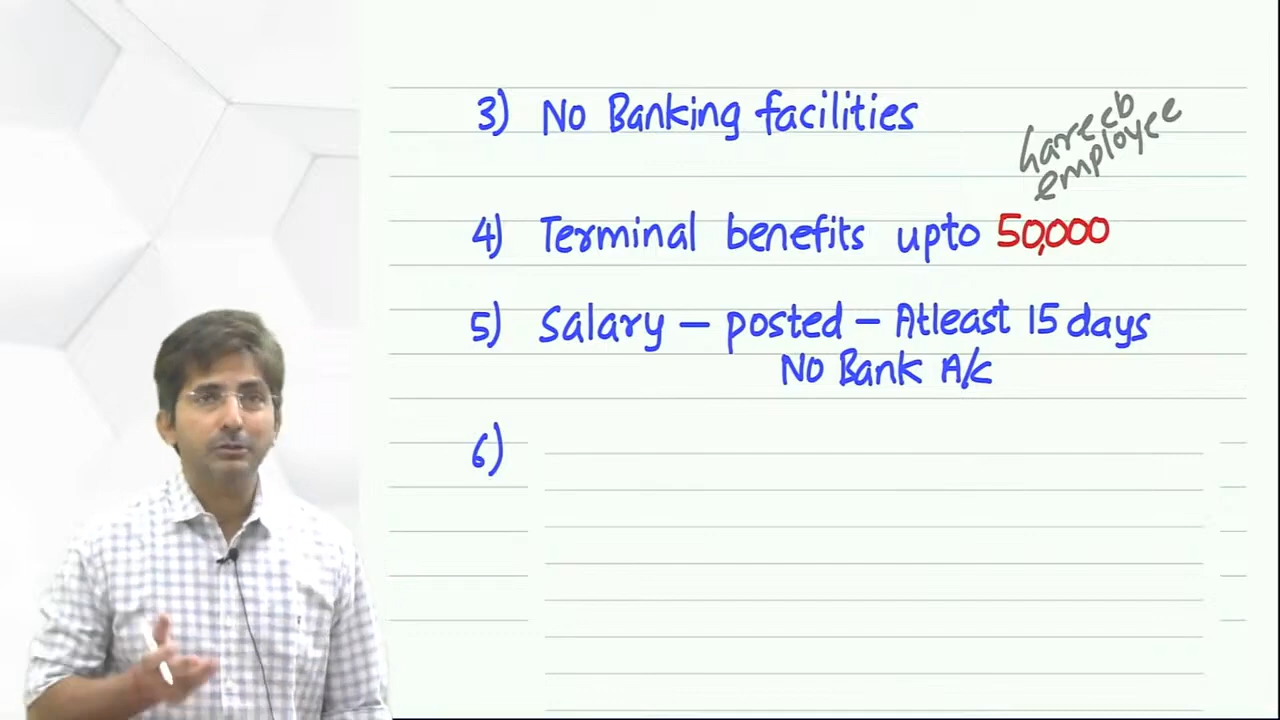 3) No Banking facilities
hareeb
employee
4) Terminal benefits upto 50,000
5) Salary – posted – Atleast 15 days
No Bank A/c
6)